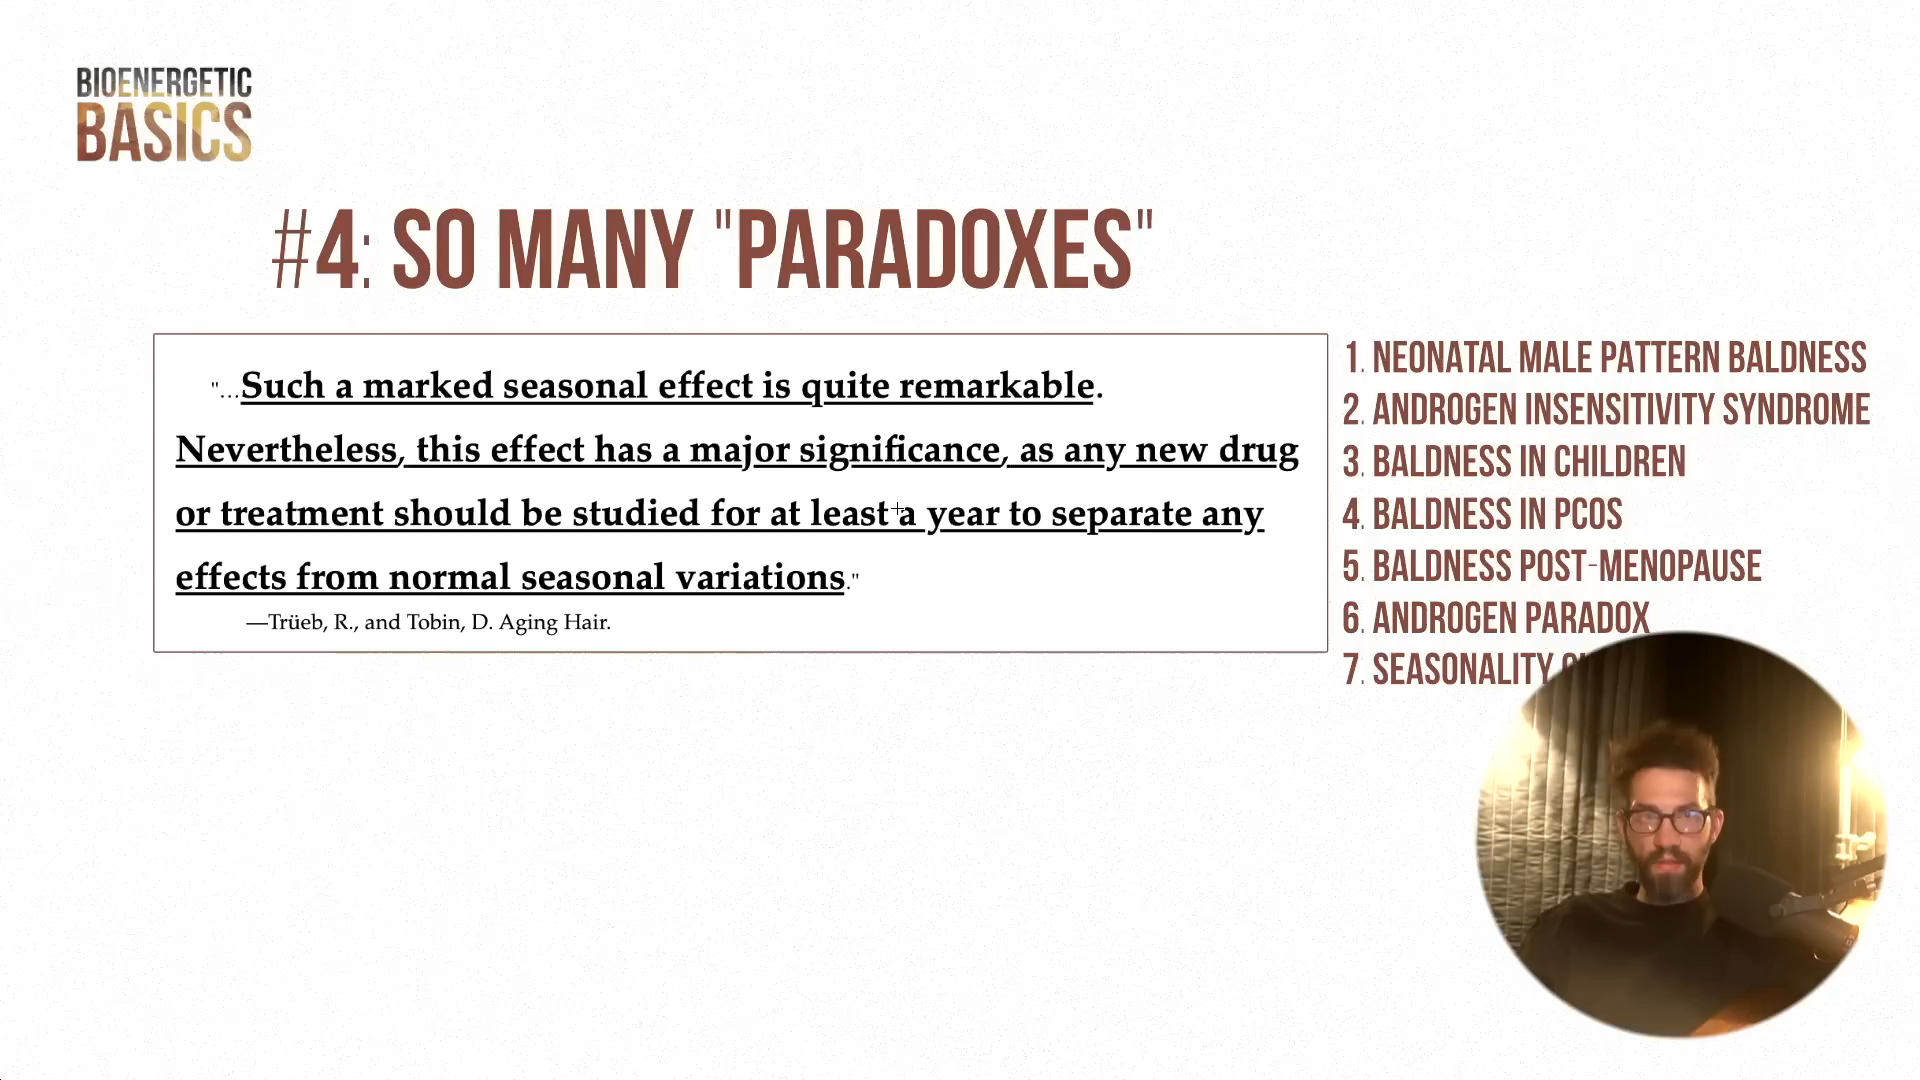 BIOENERGETIC
BASICS
#4: SO MANY "PARADOXES"
"...Such a marked seasonal effect is quite remarkable.
Nevertheless, this effect has a major significance, as any new drug
or treatment should be studied for at least a year to separate any
effects from normal seasonal variations."
—Trüeb, R., and Tobin, D. Aging Hair.
1. NEONATAL MALE PATTERN BALDNESS
2. ANDROGEN INSENSITIVITY SYNDROME
3. BALDNESS IN CHILDREN
4. BALDNESS IN PCOS
5. BALDNESS POST-MENOPAUSE
6. ANDROGEN PARADOX
7. SEASONALITY